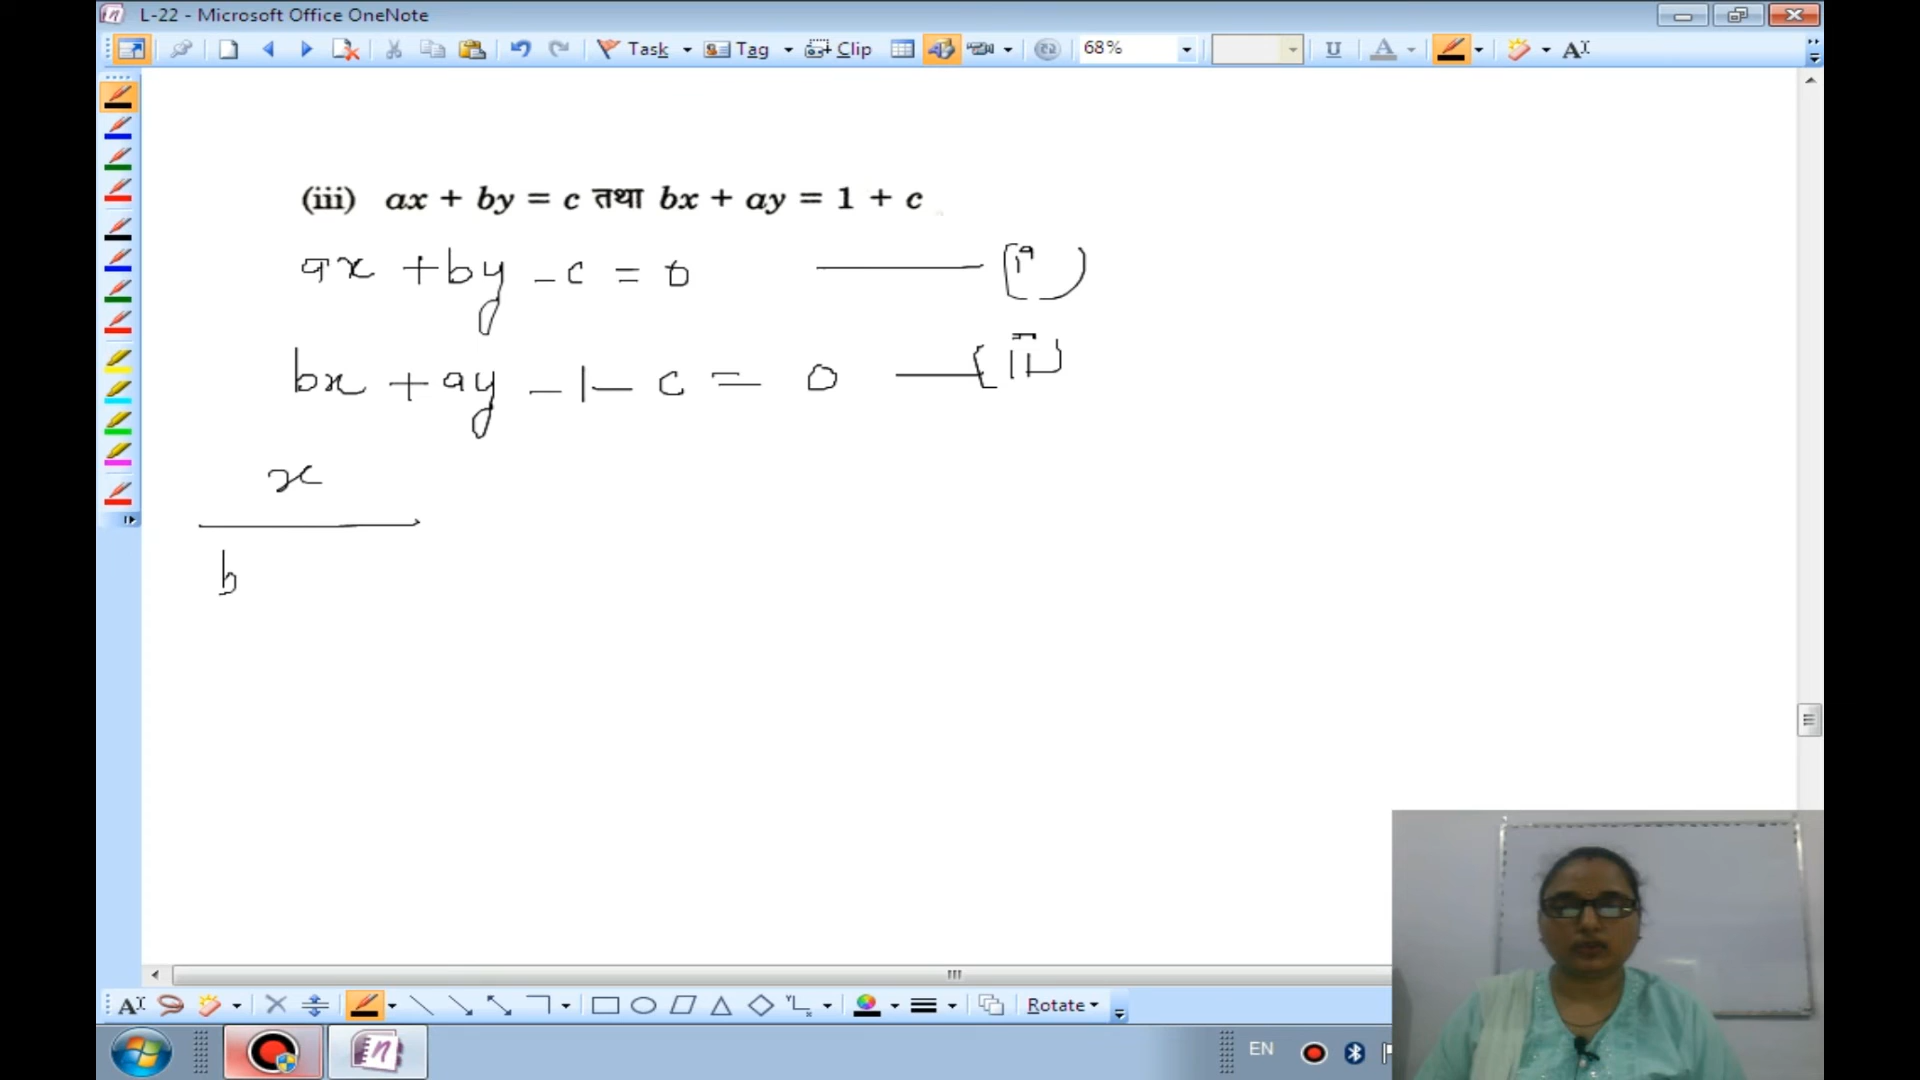 L-22 - Microsoft Office OneNote
Task Tag Clip 68% U A A
(iii) ax + by = c तथा bx + ay = 1 + c
ax + by - c = 0 —— (i)
bx + ay - 1 - c = 0 —— (ii)
x
b
A Rotate
EN